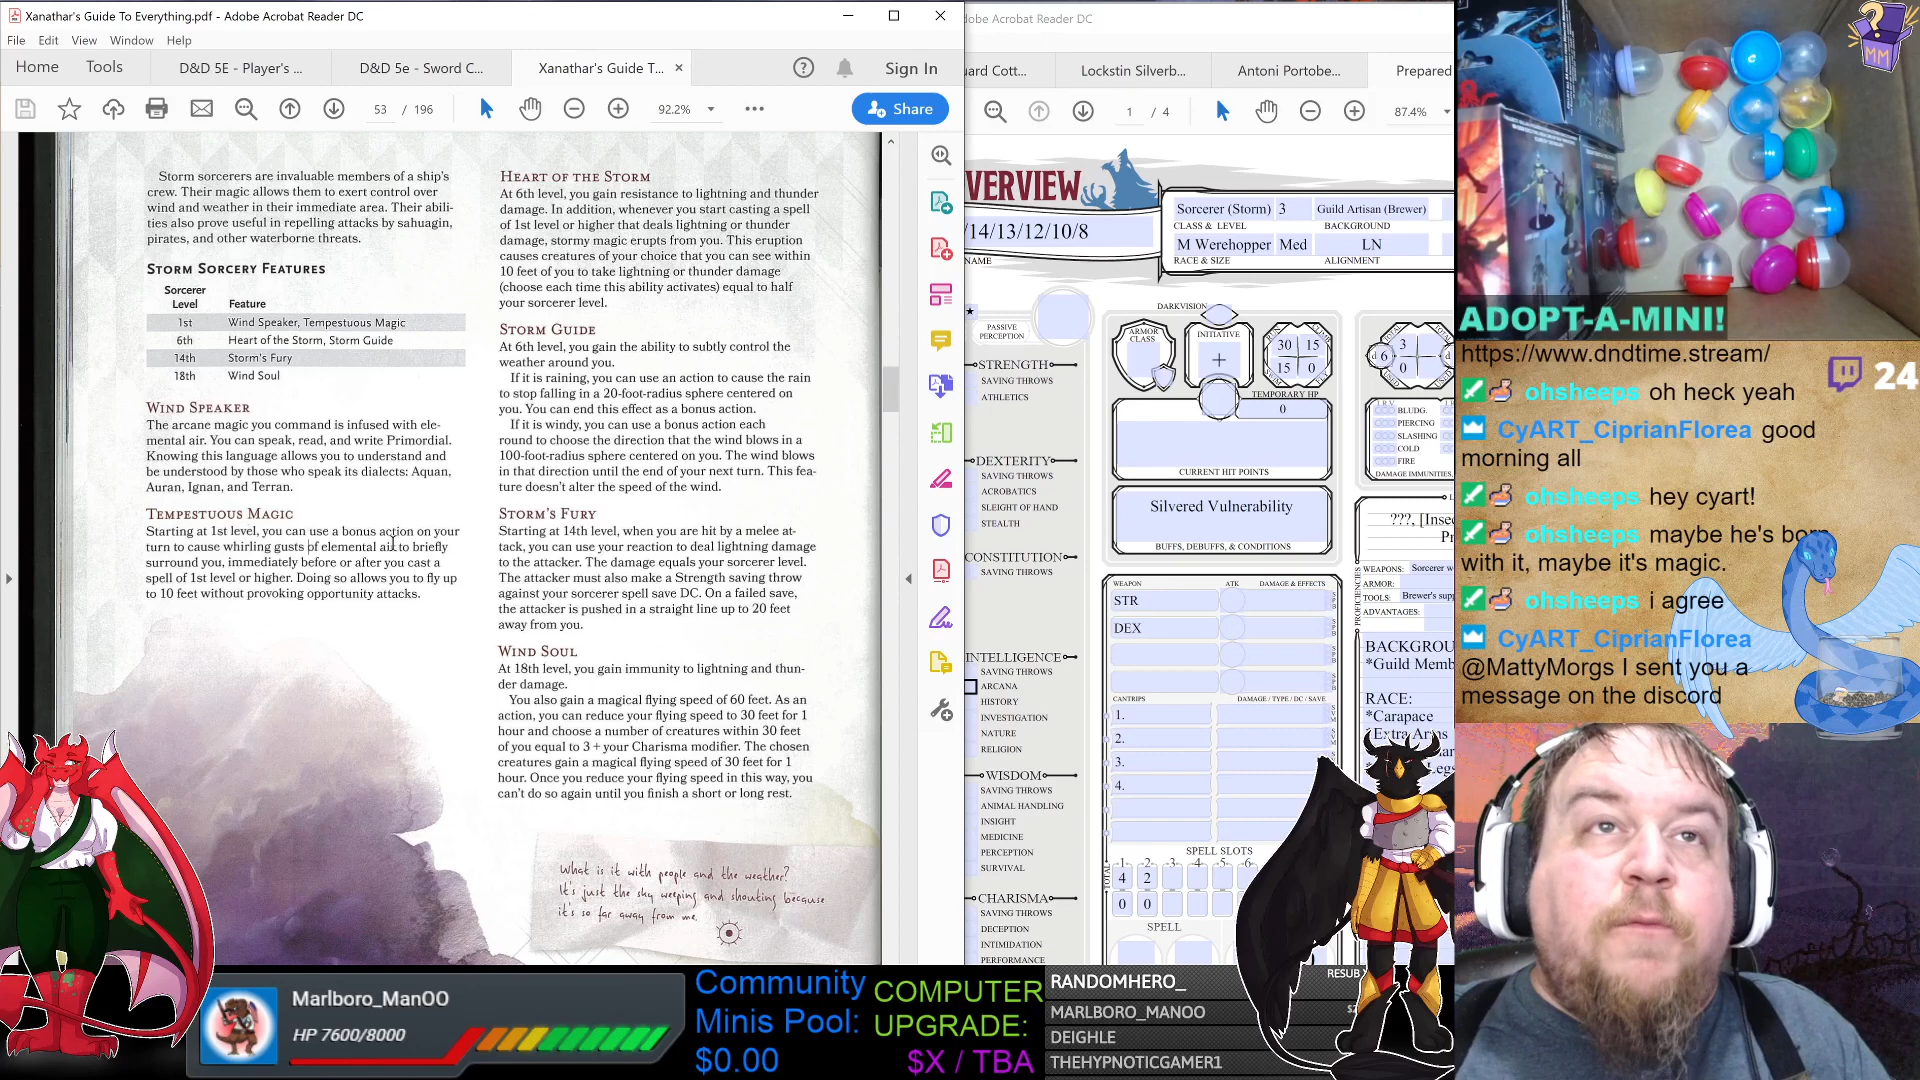 Xanathar's Guide To Everything.pdf - Adobe Acrobat Reader DC
File Edit View Window Help
Home Tools D&D 5E - Player's ... D&D 5e - Sword C... Xanathar's Guide T... × Sign In
53 / 196 92.2% Share
Storm sorcerers are invaluable members of a ship's
crew. Their magic allows them to exert control over
wind and weather in their immediate area. Their abili-
ties also prove useful in repelling attacks by sahuagin,
pirates, and other waterborne threats.
STORM SORCERY FEATURES
Sorcerer
Level Feature
1st Wind Speaker, Tempestuous Magic
6th Heart of the Storm, Storm Guide
14th Storm's Fury
18th Wind Soul
WIND SPEAKER
The arcane magic you command is infused with ele-
mental air. You can speak, read, and write Primordial.
Knowing this language allows you to understand and
be understood by those who speak its dialects: Aquan,
Auran, Ignan, and Terran.
TEMPESTUOUS MAGIC
Starting at 1st level, you can use a bonus action on your
turn to cause whirling gusts of elemental air to briefly
surround you, immediately before or after you cast a
spell of 1st level or higher. Doing so allows you to fly up
to 10 feet without provoking opportunity attacks.
HEART OF THE STORM
At 6th level, you gain resistance to lightning and thunder
damage. In addition, whenever you start casting a spell
of 1st level or higher that deals lightning or thunder
damage, stormy magic erupts from you. This eruption
causes creatures of your choice that you can see within
10 feet of you to take lightning or thunder damage
(choose each time this ability activates) equal to half
your sorcerer level.
STORM GUIDE
At 6th level, you gain the ability to subtly control the
weather around you.
If it is raining, you can use an action to cause the rain
to stop falling in a 20-foot-radius sphere centered on
you. You can end this effect as a bonus action.
If it is windy, you can use a bonus action each
round to choose the direction that the wind blows in a
100-foot-radius sphere centered on you. The wind blows
in that direction until the end of your next turn. This fea-
ture doesn't alter the speed of the wind.
STORM'S FURY
Starting at 14th level, when you are hit by a melee at-
tack, you can use your reaction to deal lightning damage
to the attacker. The damage equals your sorcerer level.
The attacker must also make a Strength saving throw
against your sorcerer spell save DC. On a failed save,
the attacker is pushed in a straight line up to 20 feet
away from you.
WIND SOUL
At 18th level, you gain immunity to lightning and thun-
der damage.
You also gain a magical flying speed of 60 feet. As an
action, you can reduce your flying speed to 30 feet for 1
hour and choose a number of creatures within 30 feet
of you equal to 3 + your Charisma modifier. The chosen
creatures gain a magical flying speed of 30 feet for 1
hour. Once you reduce your flying speed in this way, you
can't do so again until you finish a short or long rest.
What is it with people and the weather?
It's just the sky weeping and shouting because
it's so far away from me.
dobe Acrobat Reader DC
uard Cott... Lockstin Silverb... Antoni Portobe... Prepared
1 / 4 87.4%
VERVIEW
/14/13/12/10/8
NAME
Sorcerer (Storm) 3 Guild Artisan (Brewer)
CLASS & LEVEL BACKGROUND
M Werehopper Med LN
RACE & SIZE ALIGNMENT
PASSIVE
PERCEPTION
DARKVISION
ARMOR
CLASS
INITIATIVE
+
30 15
15 0
d 6 3
0
TEMPORARY HP
0
CURRENT HIT POINTS
Silvered Vulnerability
BUFFS, DEBUFFS, & CONDITIONS
BLUDG.
PIERCING
SLASHING
COLD
FIRE
DAMAGE IMMUNITIES,
STRENGTH
SAVING THROWS
ATHLETICS
DEXTERITY
SAVING THROWS
ACROBATICS
SLEIGHT OF HAND
STEALTH
CONSTITUTION
SAVING THROWS
INTELLIGENCE
SAVING THROWS
ARCANA
HISTORY
INVESTIGATION
NATURE
RELIGION
WISDOM
SAVING THROWS
ANIMAL HANDLING
INSIGHT
MEDICINE
PERCEPTION
SURVIVAL
CHARISMA
SAVING THROWS
DECEPTION
INTIMIDATION
PERFORMANCE
WEAPON ATK DAMAGE & EFFECTS
STR
DEX
CANTRIPS DAMAGE / TYPE / DC / SAVE
1.
2.
3.
4.
SPELL SLOTS
-1- -2- -3- -4- -5- -6-
TOTAL 4 2
0 0
SPELL
???, [Insec
Pr
PROFICIENCIES
WEAPONS: Sorcerer w
ARMOR:
TOOLS: Brewer's supp
ADVANTAGES:
BACKGROU
*Guild Memb
RACE:
*Carapace
*Extra Arms
MM
ADOPT-A-MINI!
https://www.dndtime.stream/
24
ohsheeps oh heck yeah
CyART_CiprianFlorea good
morning all
ohsheeps hey cyart!
ohsheeps maybe he's born
with it, maybe it's magic.
ohsheeps i agree
CyART_CiprianFlorea
@MattyMorgs I sent you a
message on the discord
Marlboro_Man00
HP 7600/8000
Community
Minis Pool:
$0.00
COMPUTER
UPGRADE:
$X / TBA
RANDOMHERO_ RESUB
MARLBORO_MANOO
DEIGHLE
THEHYPNOTICGAMER1